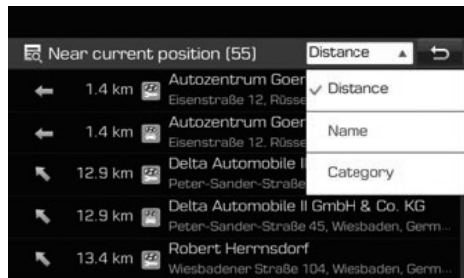 Near current position (55)
Distance
1.4 km Autozentrum Goer
Eisenstraße 12, Rüsse
Distance
1.4 km Autozentrum Goer
Eisenstraße 12. Rüsse
Name
12.9 km Delta Automobile II
Peter-Sander-Straße
Category
12.9 km Delta Automobile II GmbH & Co. KG
Peter-Sander-Straße 45, Wiesbaden, Germ...
13.4 km Robert Herrnsdorf
Wiesbadener Straße 104, Wiesbaden, Germ...